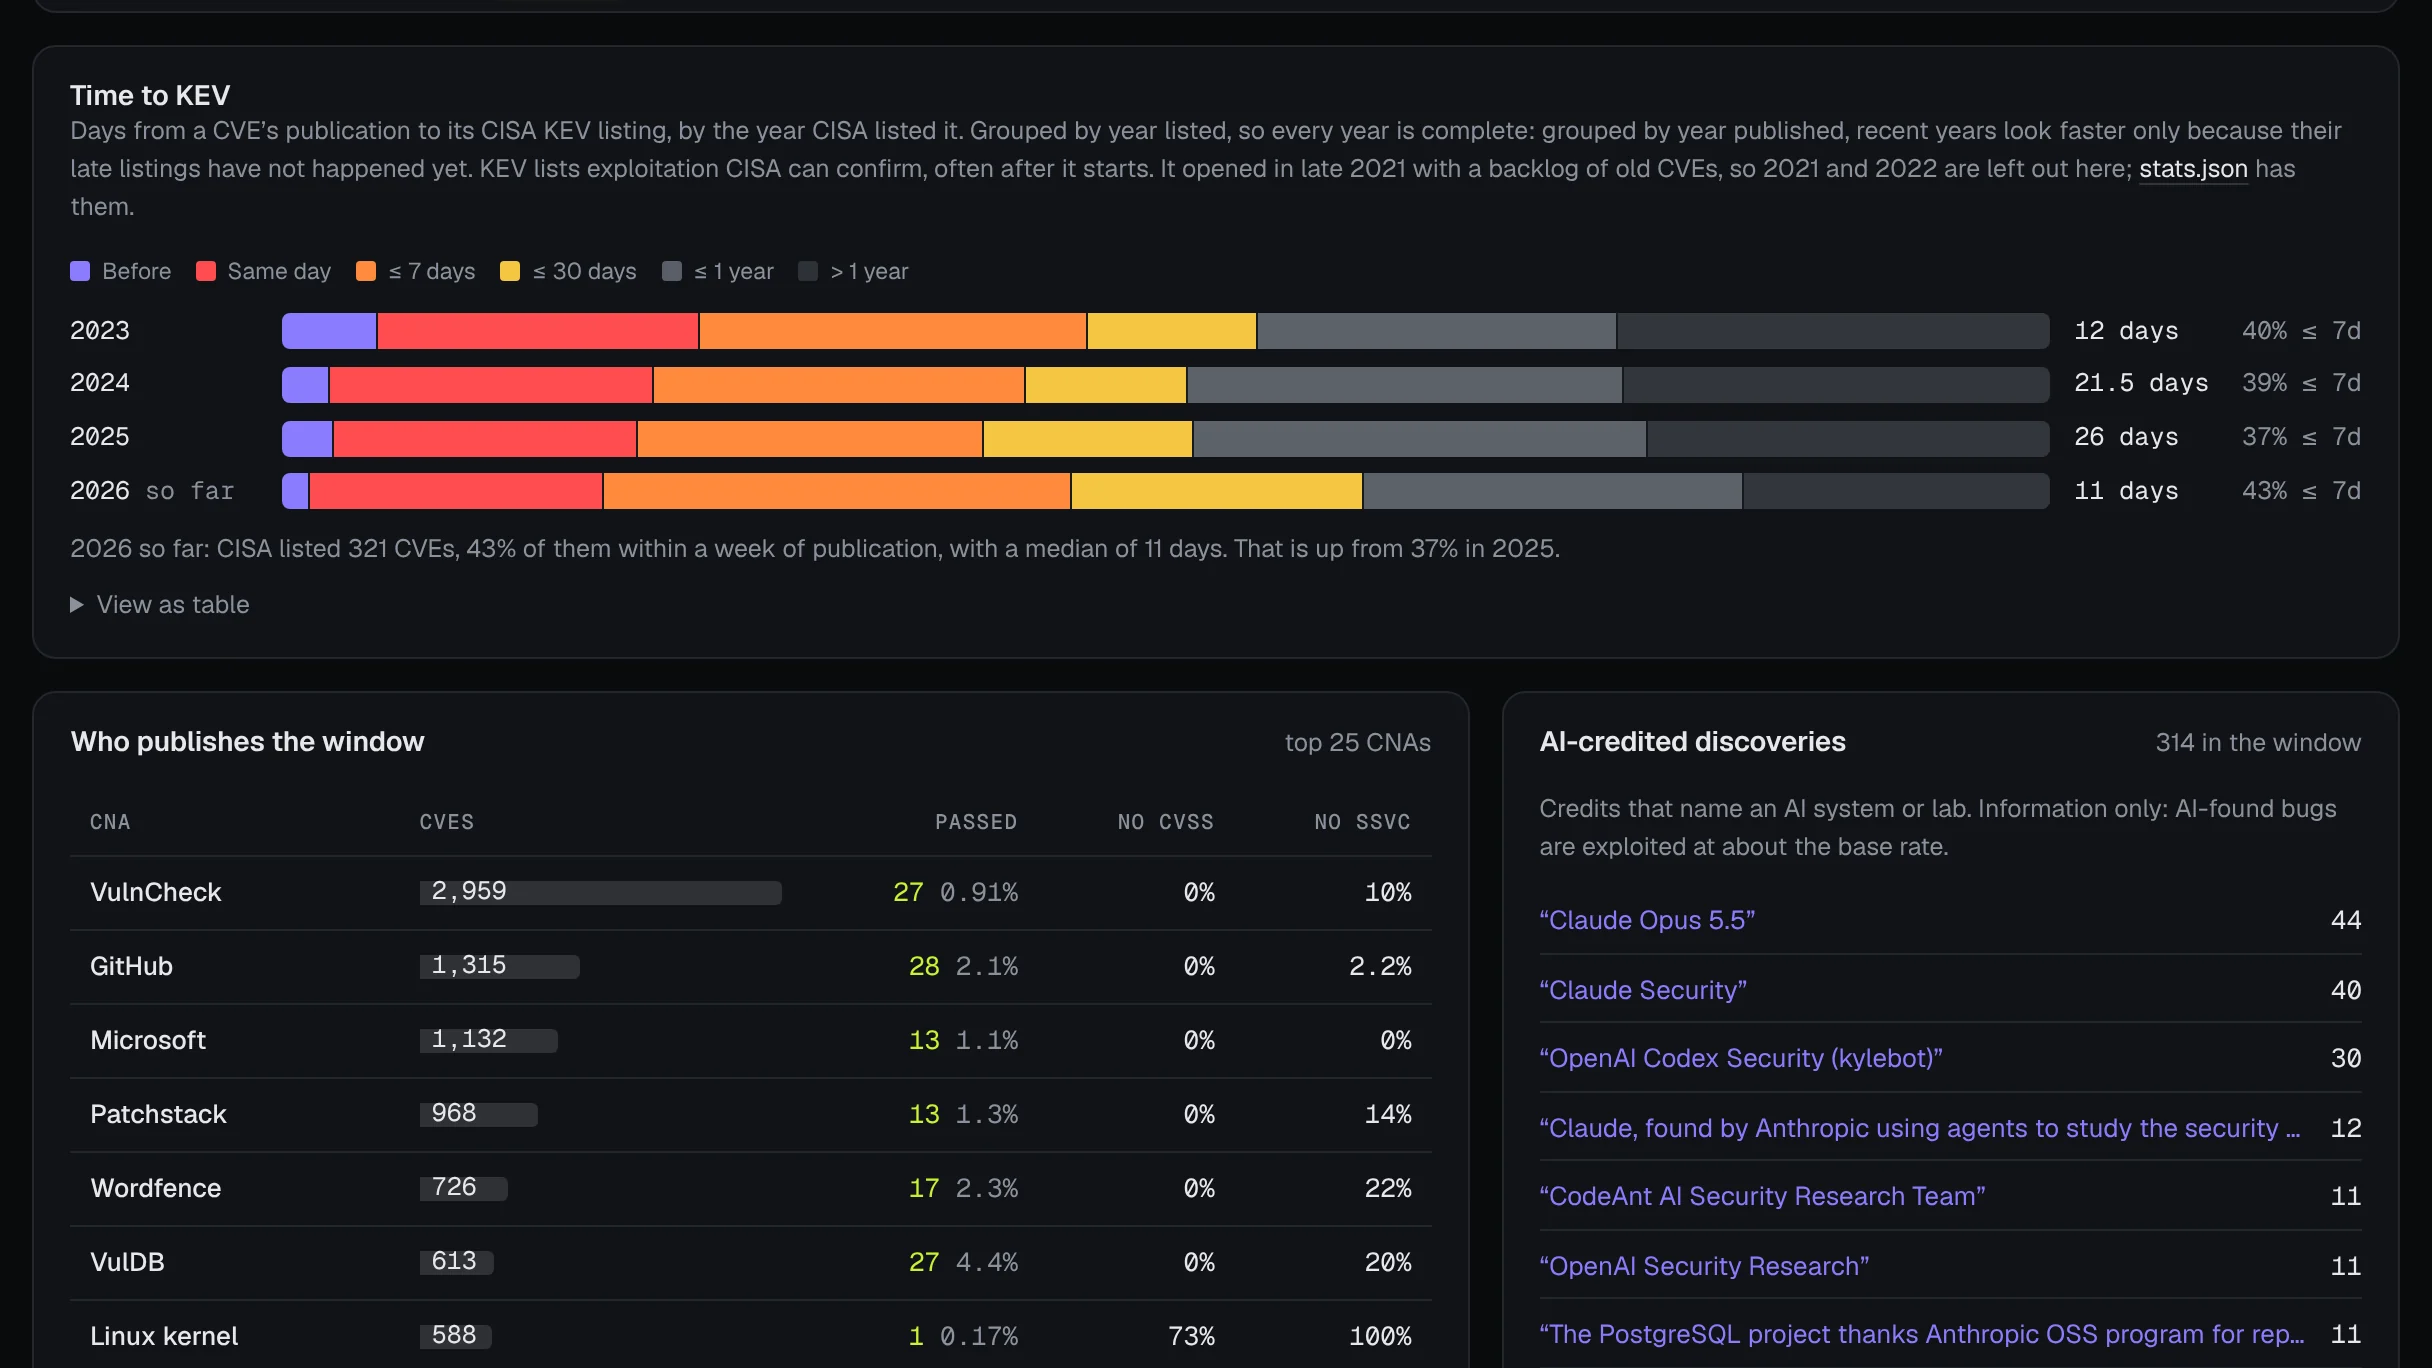 Time to KEV
Days from a CVE’s publication to its CISA KEV listing, by the year CISA listed it. Grouped by year listed, so every year is complete: grouped by year published, recent years look faster only because their
late listings have not happened yet. KEV lists exploitation CISA can confirm, often after it starts. It opened in late 2021 with a backlog of old CVEs, so 2021 and 2022 are left out here; stats.json has
them.
Before Same day ≤ 7 days ≤ 30 days ≤ 1 year > 1 year
2023 12 days 40% ≤ 7d
2024 21.5 days 39% ≤ 7d
2025 26 days 37% ≤ 7d
2026 so far 11 days 43% ≤ 7d
2026 so far: CISA listed 321 CVEs, 43% of them within a week of publication, with a median of 11 days. That is up from 37% in 2025.
▶ View as table
Who publishes the window top 25 CNAs
CNA CVES PASSED NO CVSS NO SSVC
VulnCheck 2,959 27 0.91% 0% 10%
GitHub 1,315 28 2.1% 0% 2.2%
Microsoft 1,132 13 1.1% 0% 0%
Patchstack 968 13 1.3% 0% 14%
Wordfence 726 17 2.3% 0% 22%
VulDB 613 27 4.4% 0% 20%
Linux kernel 588 1 0.17% 73% 100%
AI-credited discoveries 314 in the window
Credits that name an AI system or lab. Information only: AI-found bugs
are exploited at about the base rate.
“Claude Opus 5.5” 44
“Claude Security” 40
“OpenAI Codex Security (kylebot)” 30
“Claude, found by Anthropic using agents to study the security … 12
“CodeAnt AI Security Research Team” 11
“OpenAI Security Research” 11
“The PostgreSQL project thanks Anthropic OSS program for rep… 11